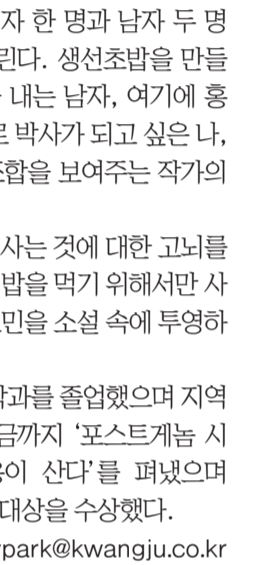 자 한 명과 남자 두 명
린다. 생선초밥을 만들
내는 남자, 여기에 홍
박사가 되고 싶은 나,
조합을 보여주는 작가의
사는 것에 대한 고뇌를
밥을 먹기 위해서만 사
민을 소설 속에 투영하
과를 졸업했으며 지역
금까지 ‘포스트게놈 시
이 산다’를 펴냈으며
대상을 수상했다.
park@kwangju.co.kr